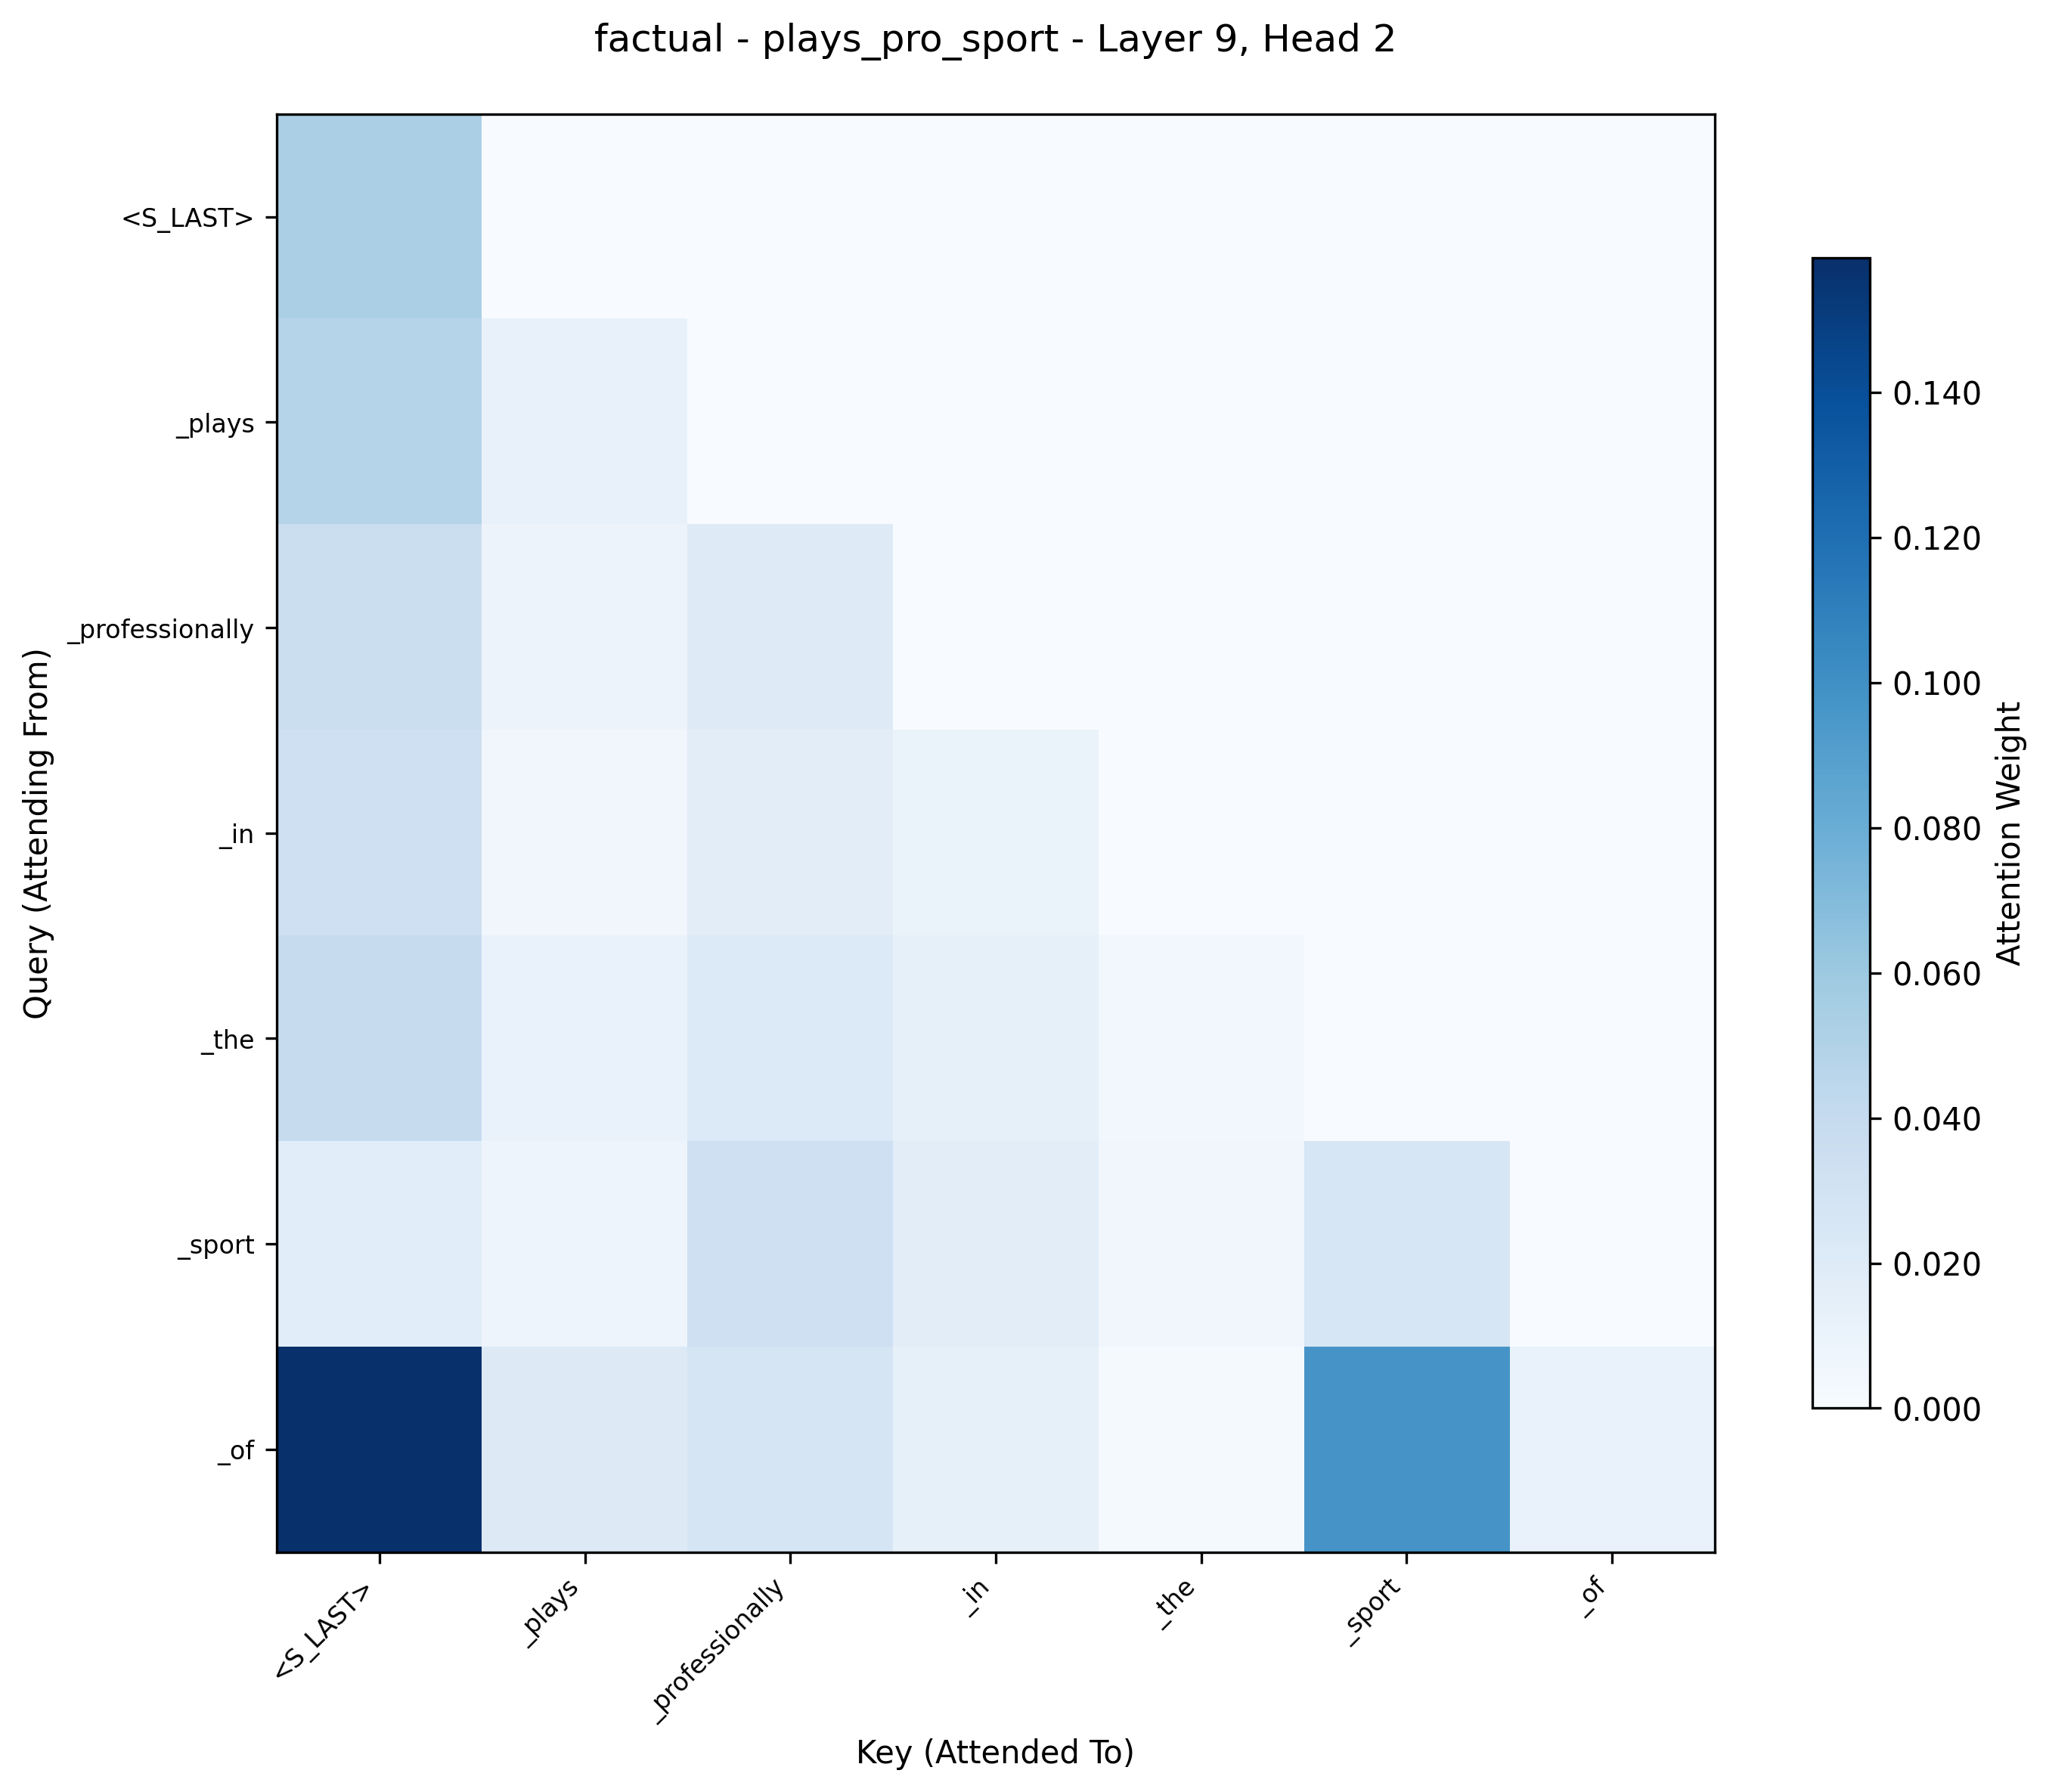 factual - plays_pro_sport - Layer 9, Head 2
Query (Attending From)
<S_LAST>
_plays
_professionally
_in
_the
_sport
_of
<S_LAST>
_plays
_professionally
_in
_the
_sport
_of
Key (Attended To)
0.140
0.120
0.100
0.080
0.060
0.040
0.020
0.000
Attention Weight